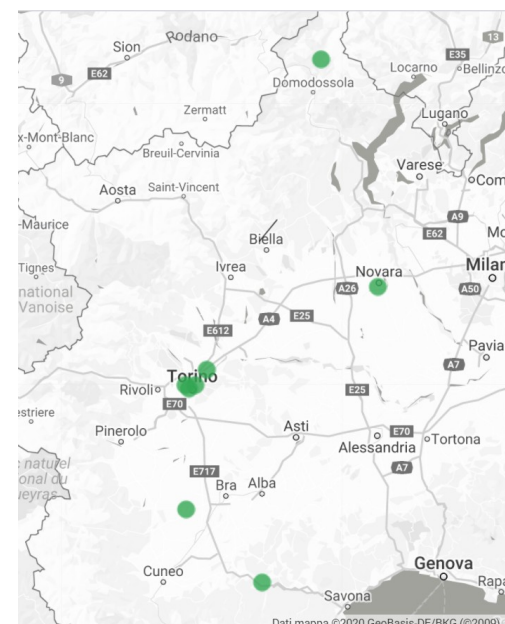 Sion
Rodano
13
E35
9
E62
Locarno
Bellinzo
Domodossola
Zermatt
Lugano
x-Mont-Blanc
Breuil-Cervinia
Varese
Com
Aosta
Saint-Vincent
A9
-Maurice
E62
Mo
Biella
Tignes
Ivrea
Novara
Milan
national
Vanoise
A26
A50
A4
E25
E612
Pavia
Torino
A7
Rivoli
E25
E70
estriere
Asti
E70
Pinerolo
Alessandria
Tortona
c naturel
onal du
ueyras
E717
A7
Bra
Alba
Cuneo
Genova
Savona
Rapa
Dati mappa ©2020 GeoBasis-DE/BKG (©2009)